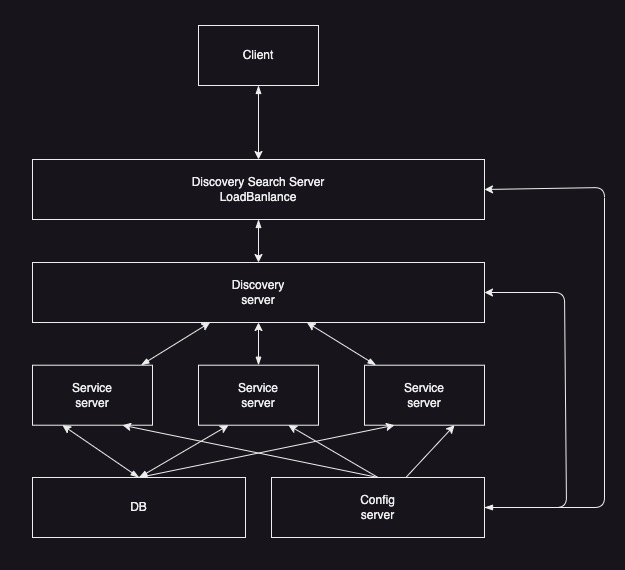 Client
Discovery Search Server
LoadBanlance
Discovery
server
Service
server
Service
server
Service
server
DB
Config
server